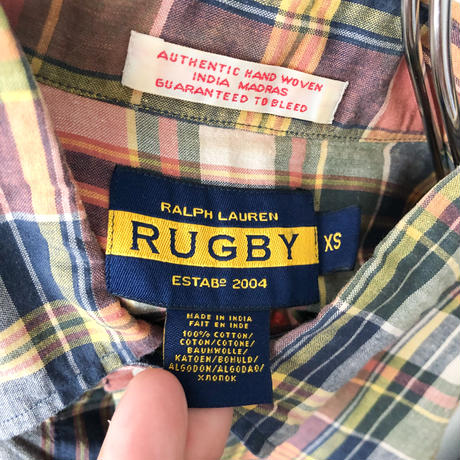 AUTHENTIC HAND WOVEN
INDIA MADRAS
GUARANTEED TO BLEED
RALPH LAUREN
RUGBY
XS
ESTABD 2004
MADE IN INDIA
FAIT EN INDE
100% COTTON/
COTON/COTONE/
BAUMWOLLE/
KATOEN/BOMULD/
ALGODON/ALGODAO/
ХЛОПОК